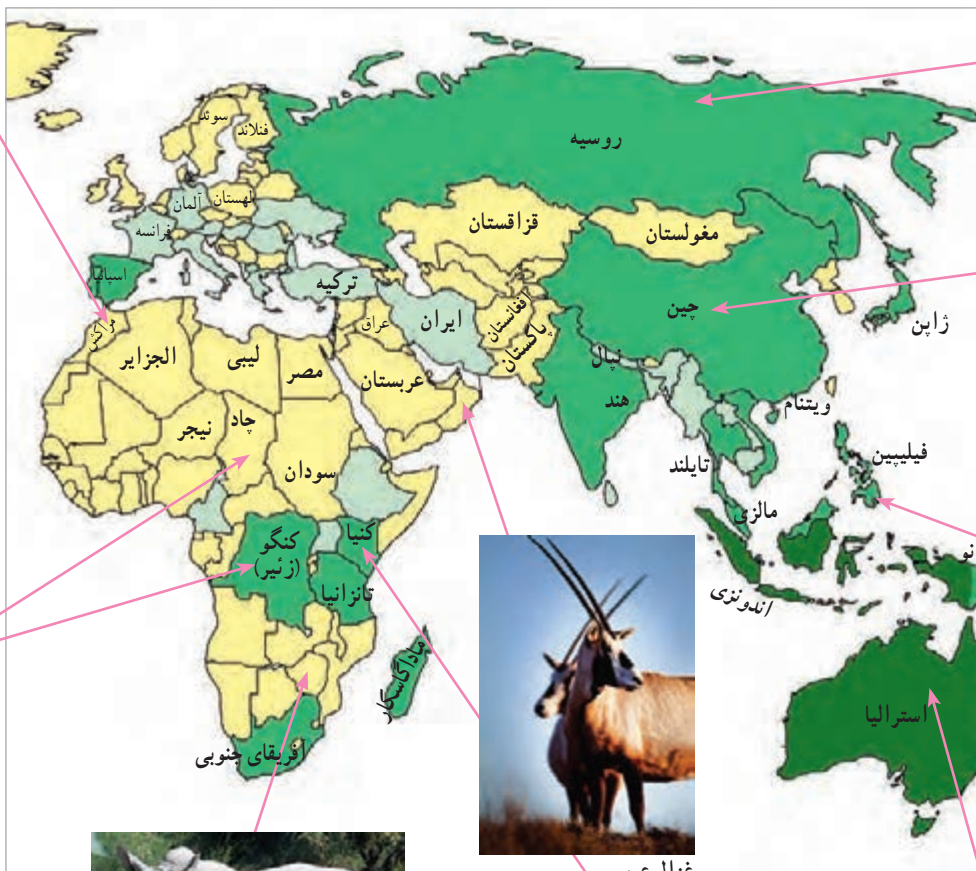 سوئد
فنلاند
روسیه
آلمان
لهستان
فرانسه
قزاقستان
مغولستان
اسپانیا
ترکیه
ایران
افغانستان
چین
ژاپن
مراکش
عراق
پاکستان
الجزایر
لیبی
مصر
عربستان
نپال
هند
ویتنام
نیجر
چاد
سودان
تایلند
فیلیپین
مالزی
کنگو
(زئیر)
کنیا
نو
تانزانیا
اندونزی
ماداگاسکار
استرالیا
افریقای جنوبی